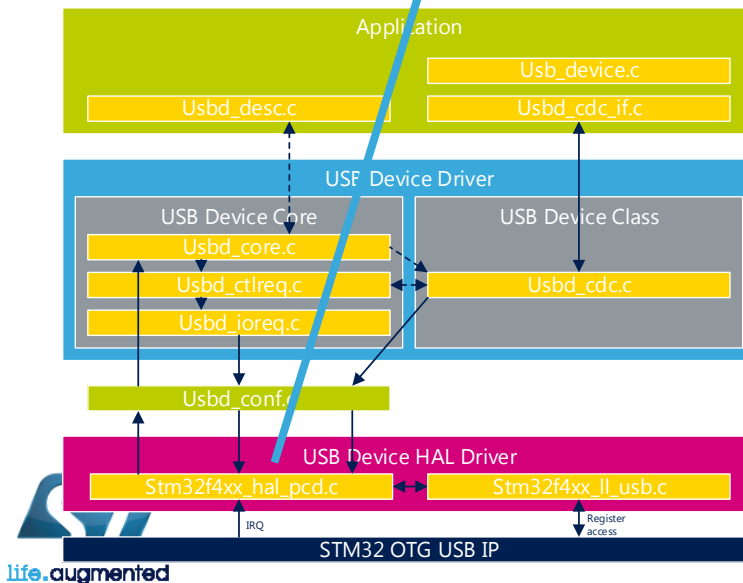 Application
Usb_device.c
Usbd_desc.c
Usbd_cdc_if.c
USB Device Driver
USB Device Core
USB Device Class
Usbd_core.c
Usbd_ctlreq.c
Usbd_cdc.c
Usbd_ioreq.c
Usbd_conf.c
USB Device HAL Driver
Stm32f4xx_hal_pcd.c
Stm32f4xx_ll_usb.c
IRQ
Register
access
STM32 OTG USB IP
life.augmented